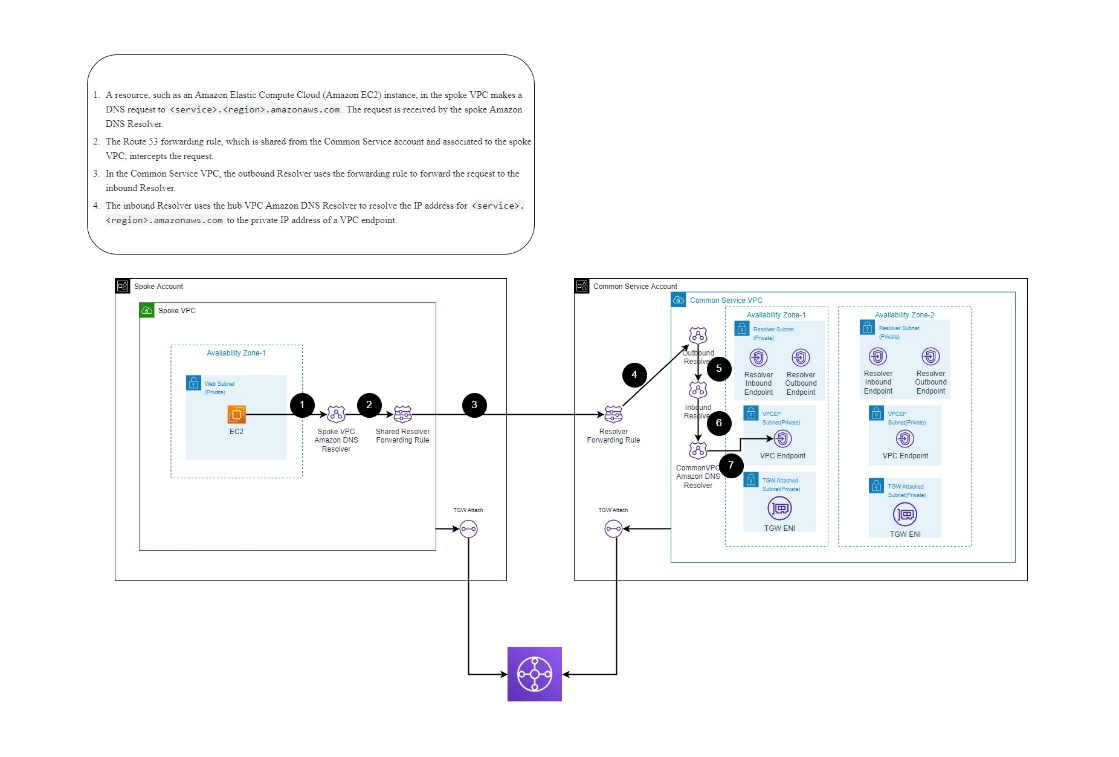 1. A resource, such as an Amazon Elastic Compute Cloud (Amazon EC2) instance, in the spoke VPC makes a
DNS request to <service>.<region>.amazonaws.com. The request is received by the spoke Amazon
DNS Resolver.
2. The Route 53 forwarding rule, which is shared from the Common Service account and associated to the spoke
VPC, intercepts the request.
3. In the Common Service VPC, the outbound Resolver uses the forwarding rule to forward the request to the
inbound Resolver.
4. The inbound Resolver uses the hub VPC Amazon DNS Resolver to resolve the IP address for <service>.
<region>.amazonaws.com to the private IP address of a VPC endpoint.
Spoke Account
Spoke VPC
Availability Zone-1
Web Subnet
(Private)
EC2
1
Spoke VPC
Amazon DNS
Resolver
2
Shared Resolver
Forwarding Rule
3
TGW Attach
Common Service Account
Common Service VPC
Resolver
Forwarding Rule
4
Outbound
Resolver
5
Inbound
Resolver
6
CommonVPC
Amazon DNS
Resolver
7
TGW Attach
Availability Zone-1
Resolver Subnet
(Private)
Resolver
Inbound
Endpoint
Resolver
Outbound
Endpoint
VPCEP
Subnet(Private)
VPC Endpoint
TGW Attached
Subnet(Private)
TGW ENI
Availability Zone-2
Resolver Subnet
(Private)
Resolver
Inbound
Endpoint
Resolver
Outbound
Endpoint
VPCEP
Subnet(Private)
VPC Endpoint
TGW Attached
Subnet(Private)
TGW ENI